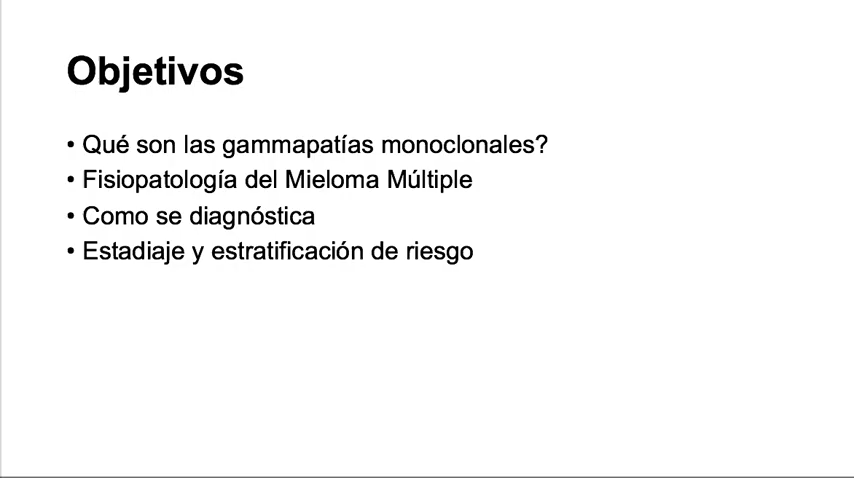 Objetivos
• Qué son las gammapatías monoclonales?
• Fisiopatología del Mieloma Múltiple
• Como se diagnóstica
• Estadiaje y estratificación de riesgo